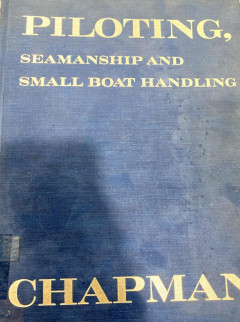 PILOTING,
SEAMANSHIP AND
SMALL BOAT HANDLING
CHAPMAN